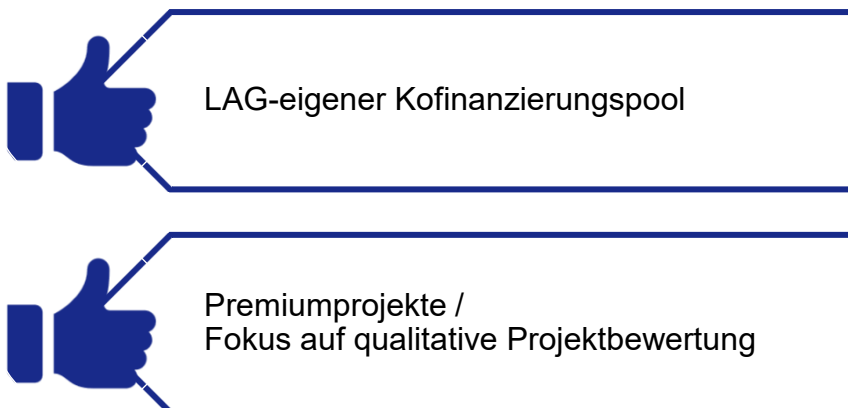 LAG-eigener Kofinanzierungspool
Premiumprojekte /
Fokus auf qualitative Projektbewertung